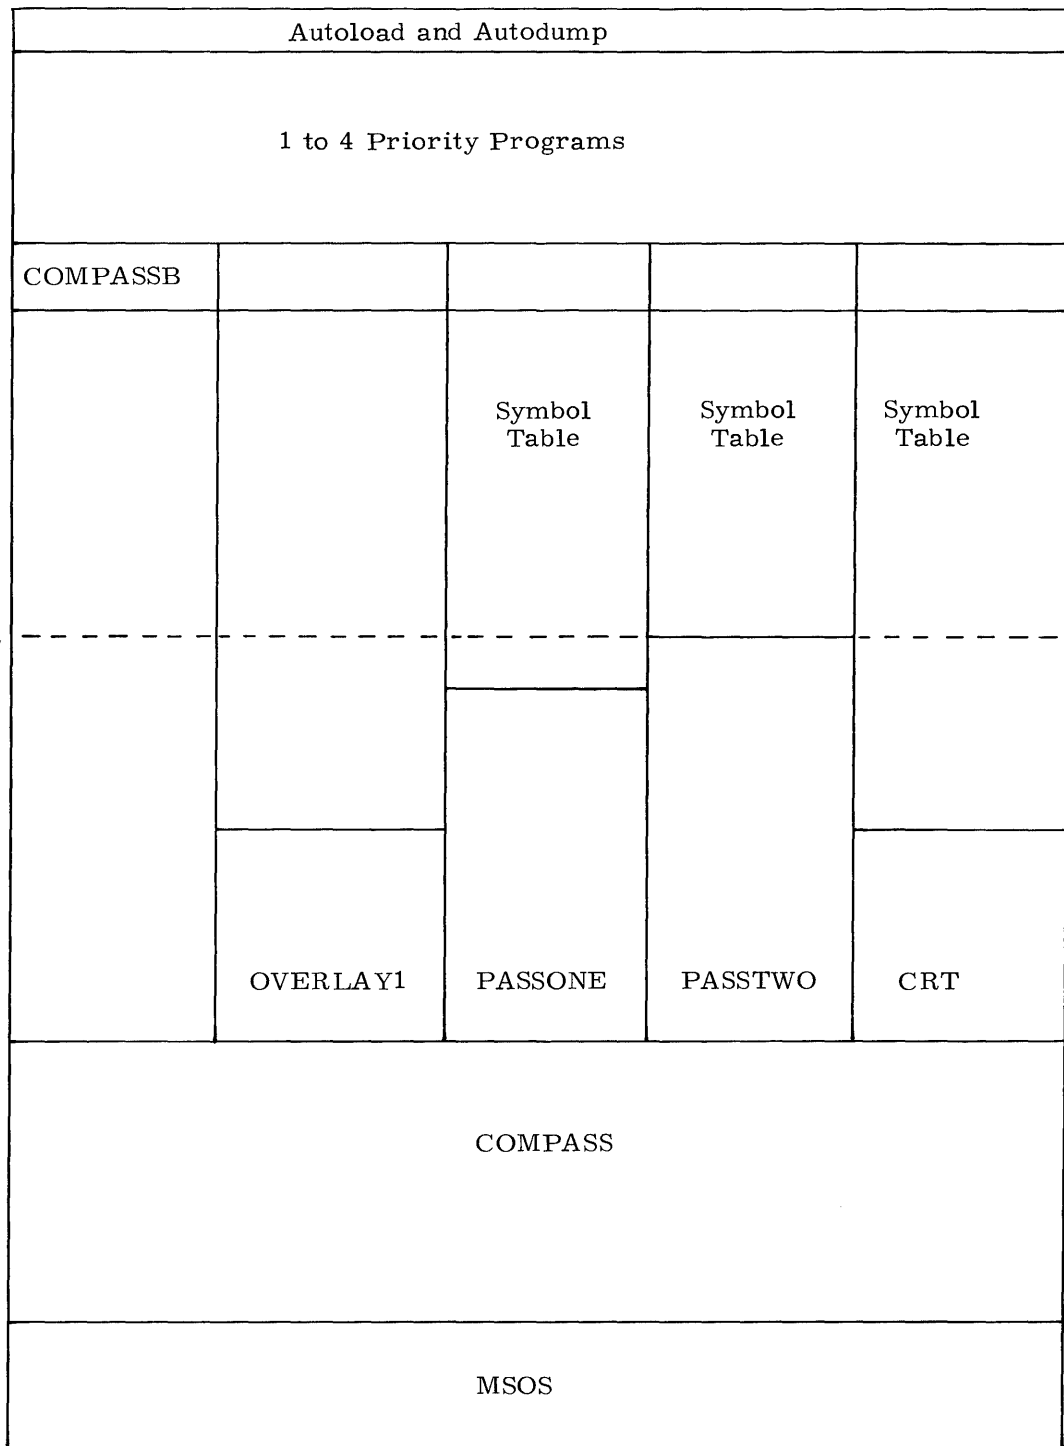 Autoload and Autodump
1 to 4 Priority Programs
COMPASSB
Symbol
Table
Symbol
Table
Symbol
Table
OVERLAY1
PASSONE
PASSTWO
CRT
COMPASS
MSOS